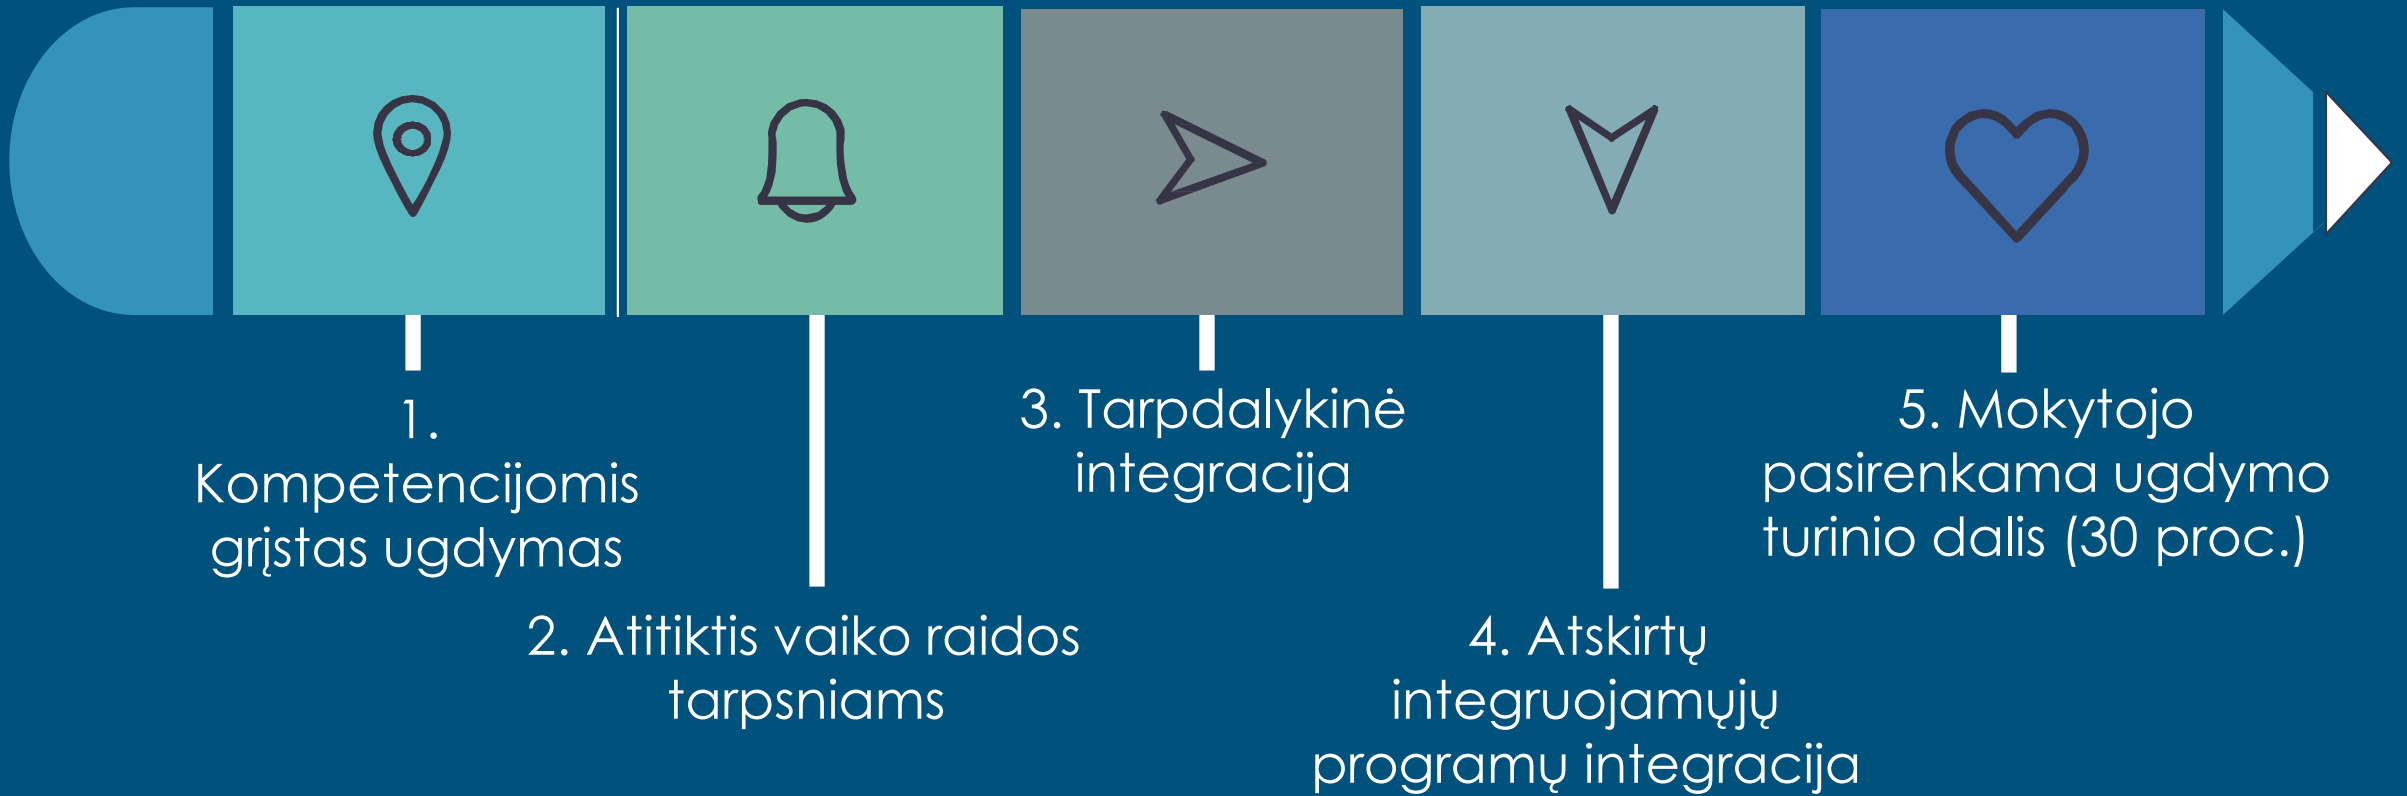 1.
Kompetencijomis
grįstas ugdymas
2. Atitiktis vaiko raidos
tarpsniams
3. Tarpdalykinė
integracija
4. Atskirtų
integruojamųjų
programų integracija
5. Mokytojo
pasirenkama ugdymo
turinio dalis (30 proc.)